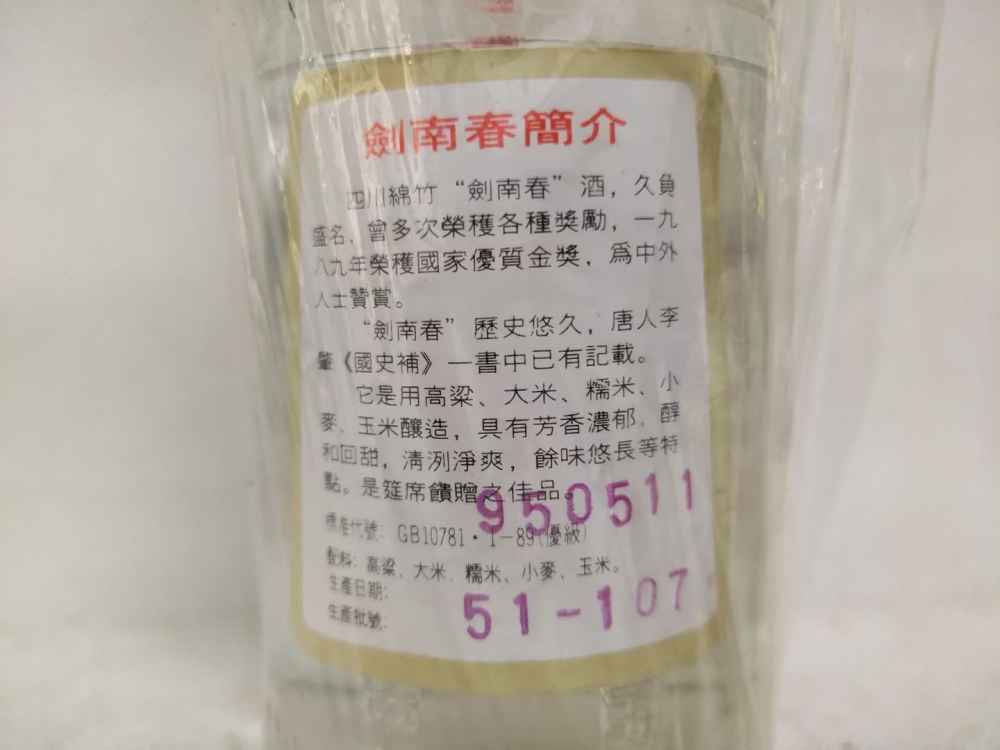 劍南春簡介
四川綿竹“劍南春”酒，久負
盛名，曾多次榮獲各種獎勵，一九
八九年榮獲國家優質金獎，爲中外
人士贊賞。
“劍南春”歷史悠久，唐人李
肇《國史補》一書中已有記載。
它是用高粱、大米、糯米、小
麥、玉米釀造，具有芳香濃郁，醇
和回甜，清洌淨爽，餘味悠長等特
點。是筵席饋贈之佳品。
950511
標准代號：GB10781·1-89(優級)
配料：高粱、大米、糯米、小麥、玉米。
生產日期：
生產批號：
51-107